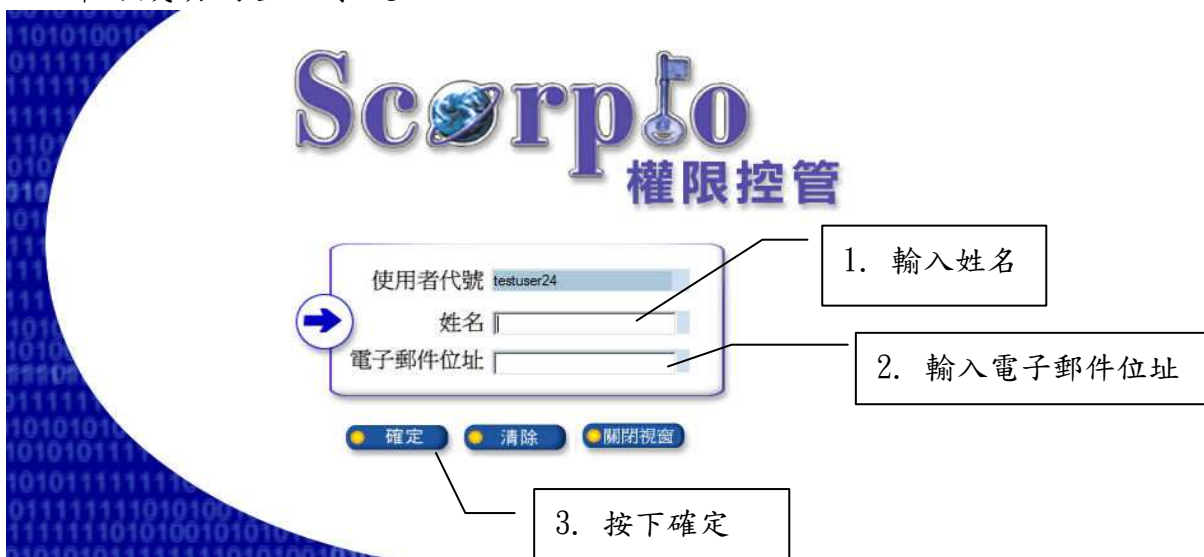 Scorpio
權限控管
1. 輸入姓名
使用者代號 testuser24
姓名
電子郵件位址
2. 輸入電子郵件位址
確定 清除 關閉視窗
3. 按下確定